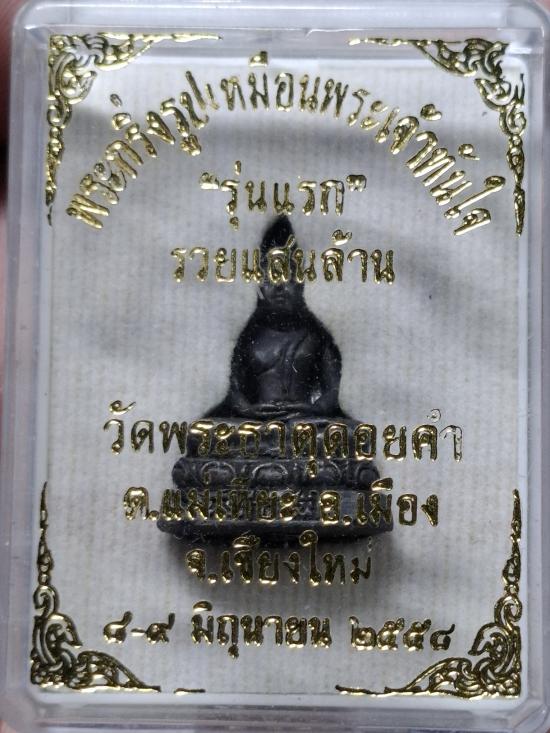 พระกริ่งรูปเหมือนพระเจ้าทันใจ
"รุ่นแรก"
รวยแสนล้าน
วัดพระธาตุดอยคำ
ต.แม่เหียะ อ.เมือง
จ.เชียงใหม่
๔-๙ มิถุนายน ๒๕๕๘